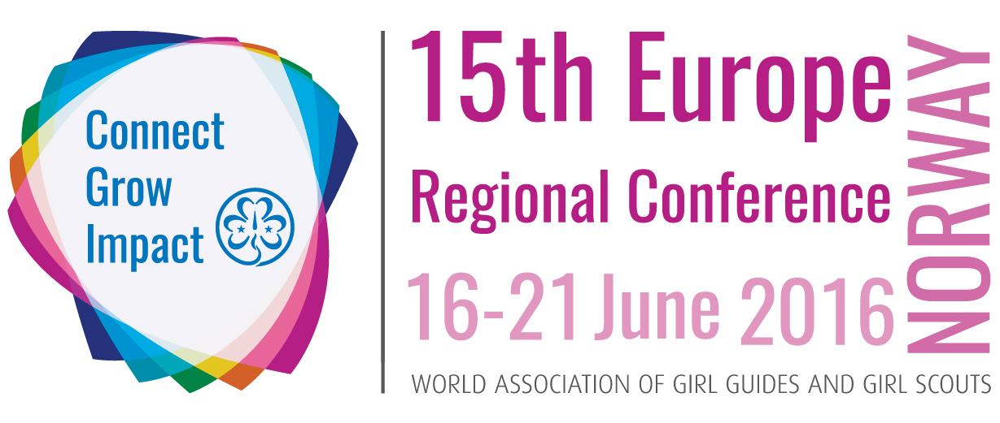 Connect
Grow
Impact
15th Europe
Regional Conference
16-21 June 2016
NORWAY
WORLD ASSOCIATION OF GIRL GUIDES AND GIRL SCOUTS